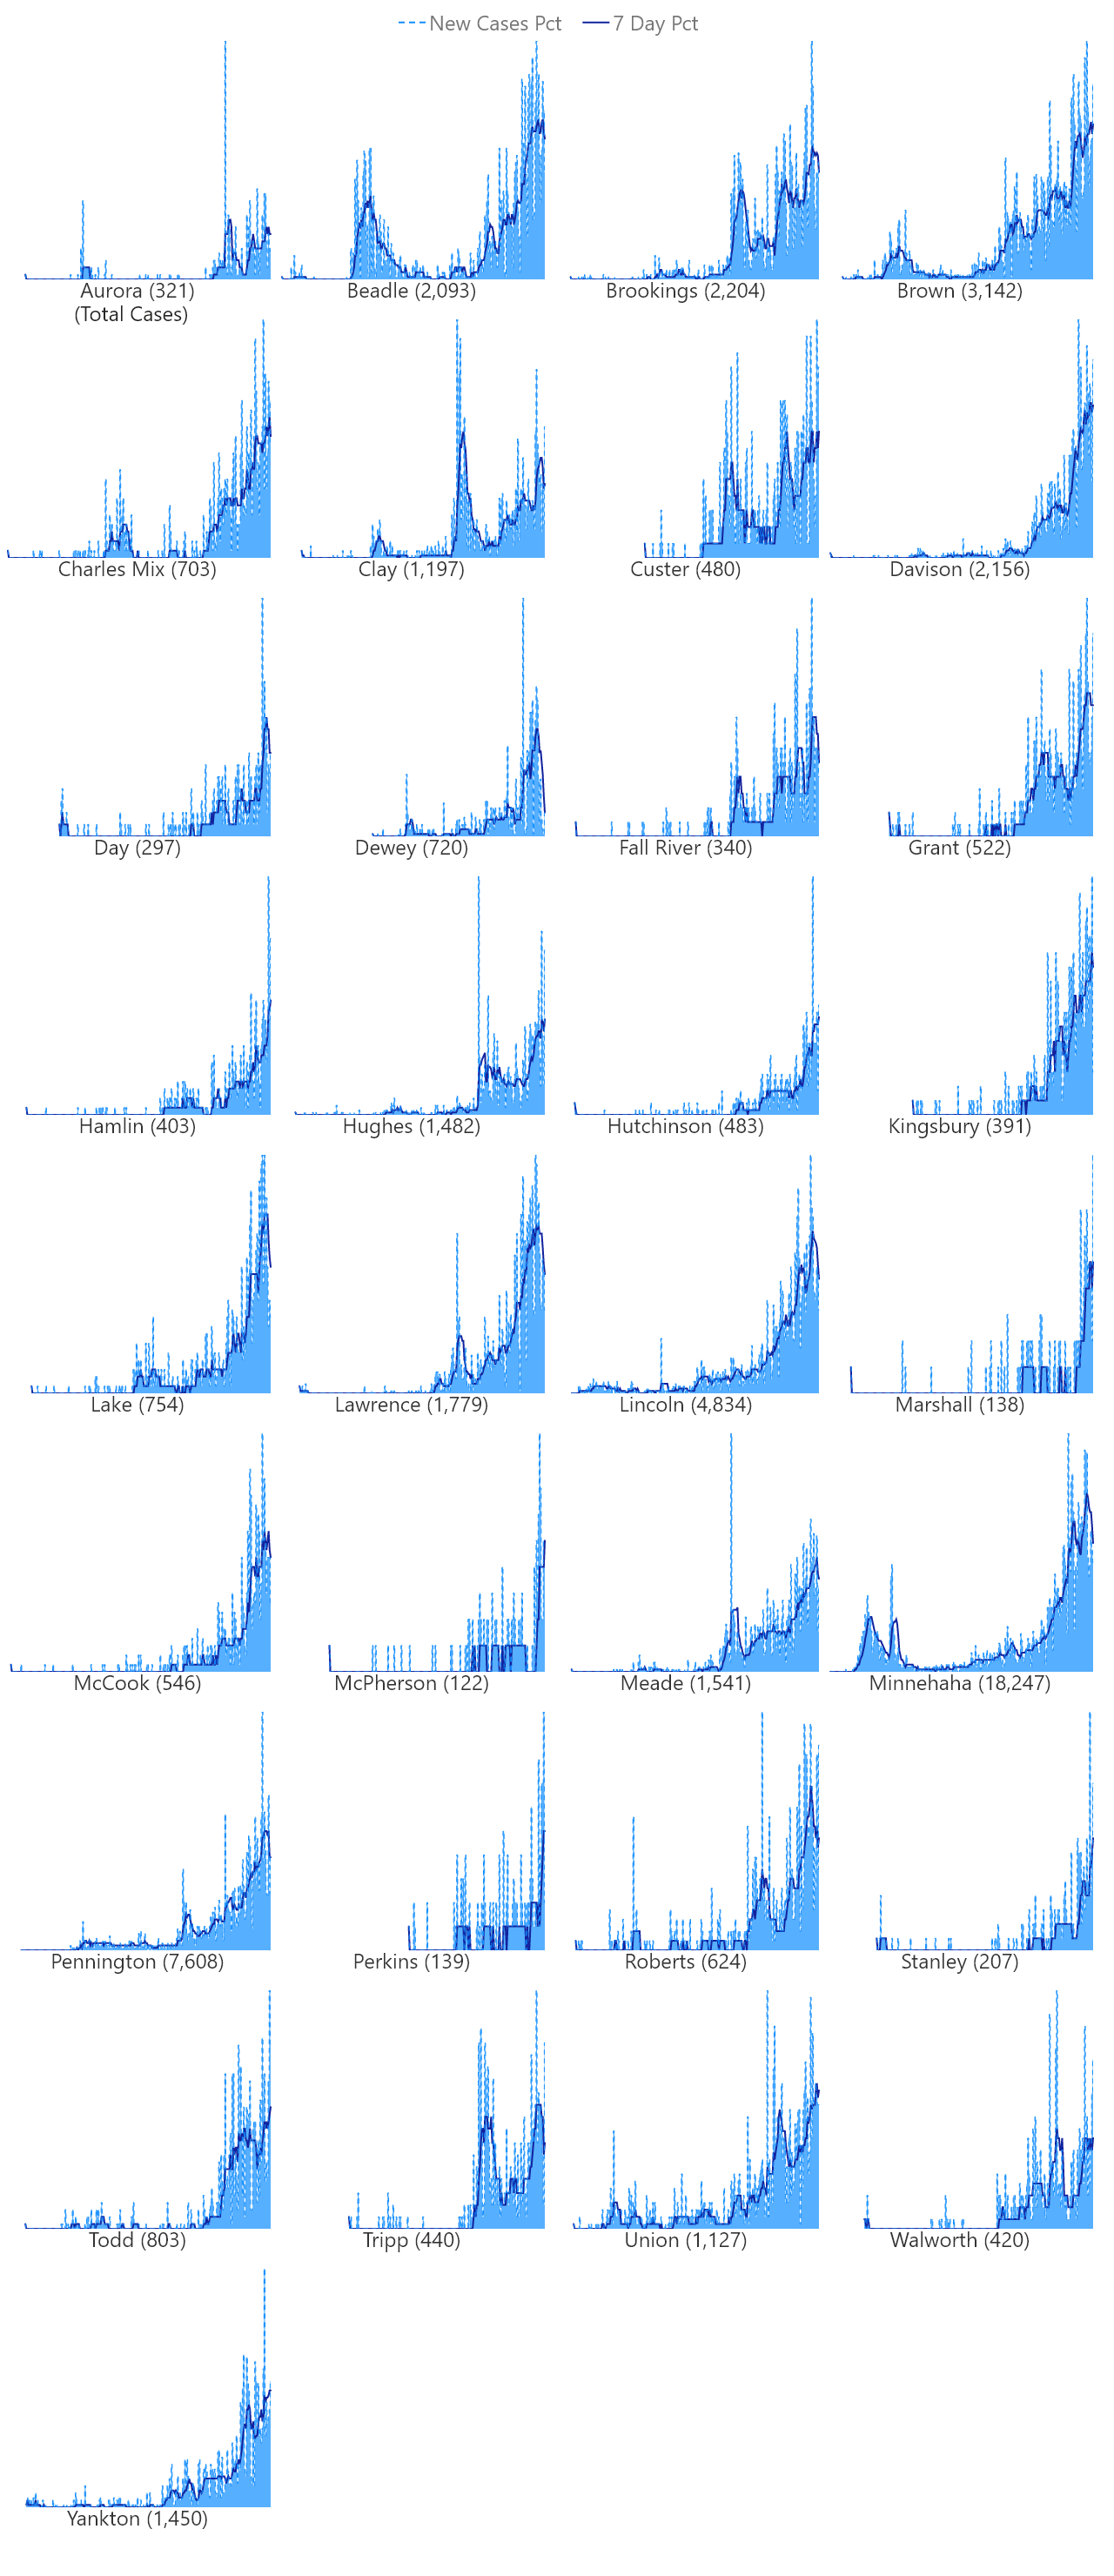 New Cases Pct 7 Day Pct
Aurora (321) Beadle (2,093) Brookings (2,204) Brown (3,142)
(Total Cases)
Charles Mix (703) Clay (1,197) Custer (480) Davison (2,156)
Day (297) Dewey (720) Fall River (340) Grant (522)
Hamlin (403) Hughes (1,482) Hutchinson (483) Kingsbury (391)
Lake (754) Lawrence (1,779) Lincoln (4,834) Marshall (138)
McCook (546) McPherson (122) Meade (1,541) Minnehaha (18,247)
Pennington (7,608) Perkins (139) Roberts (624) Stanley (207)
Todd (803) Tripp (440) Union (1,127) Walworth (420)
Yankton (1,450)